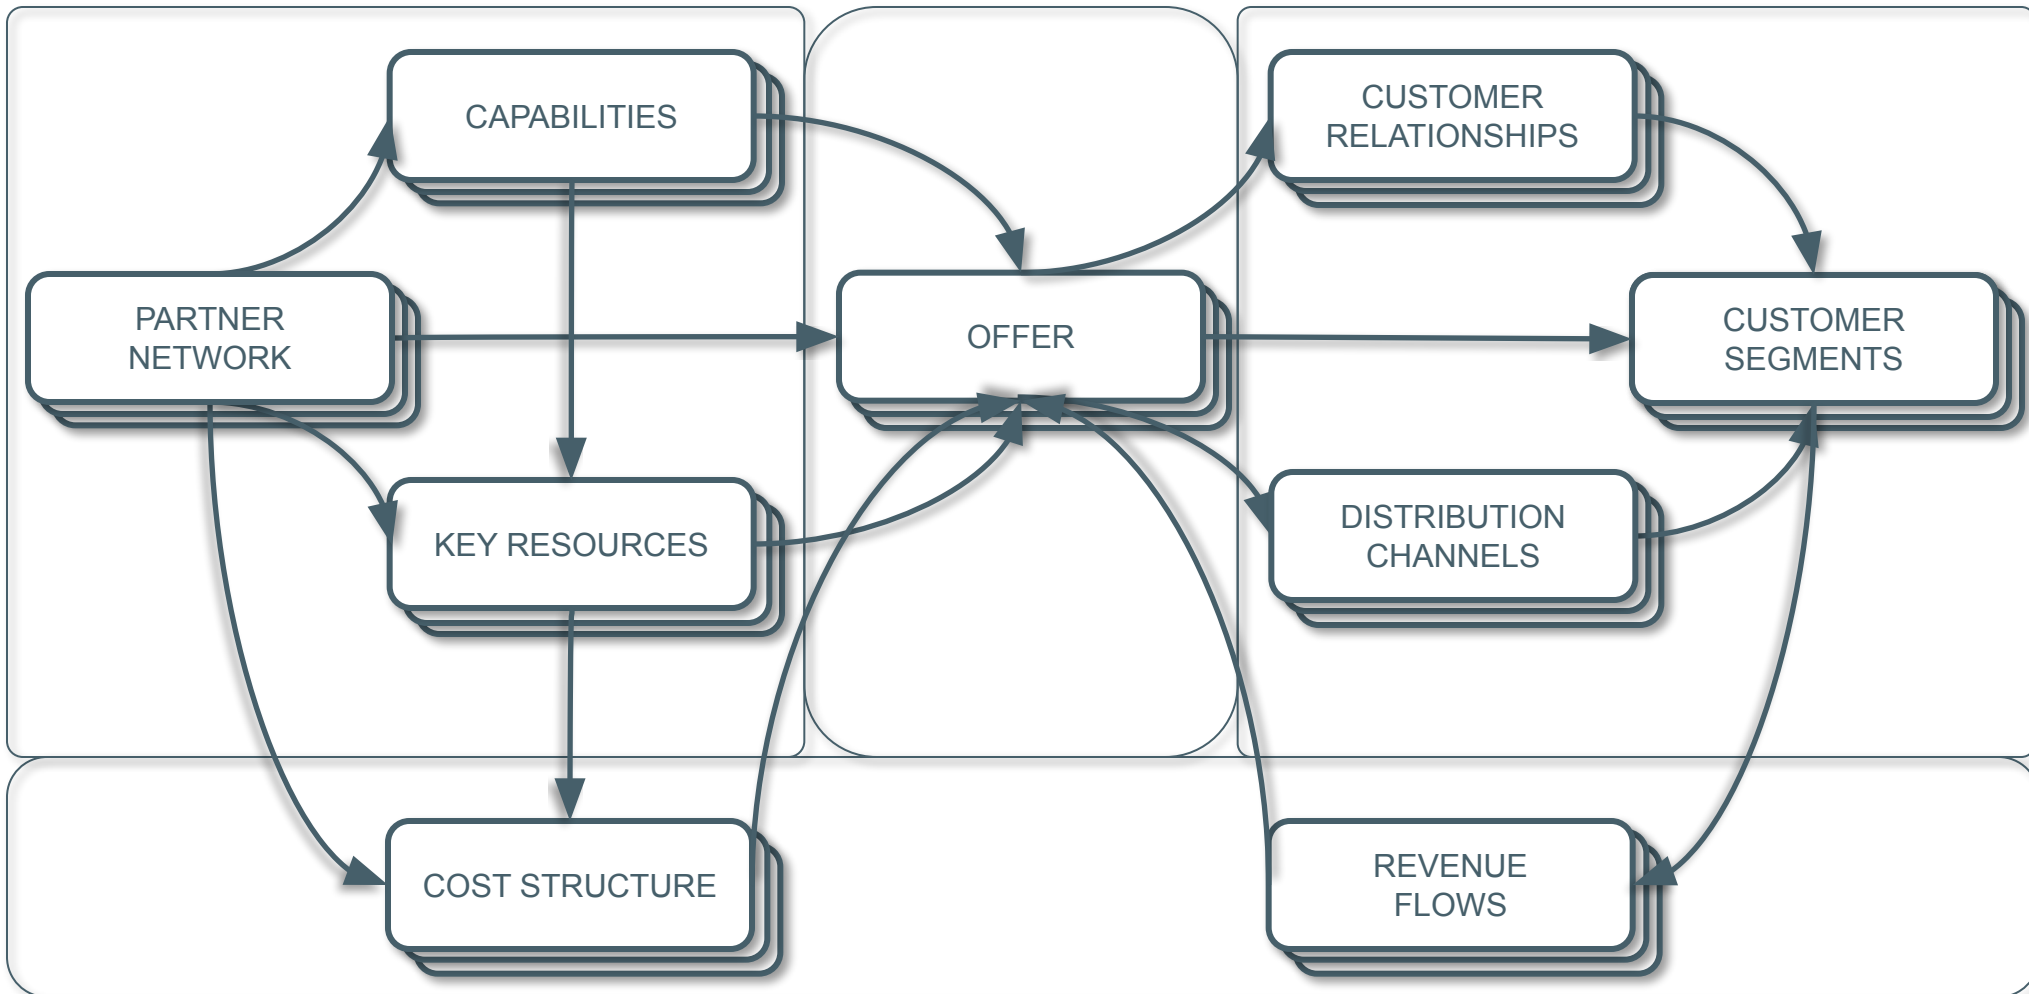 CAPABILITIES
CUSTOMER
RELATIONSHIPS
PARTNER
NETWORK
OFFER
CUSTOMER
SEGMENTS
KEY RESOURCES
DISTRIBUTION
CHANNELS
COST STRUCTURE
REVENUE
FLOWS